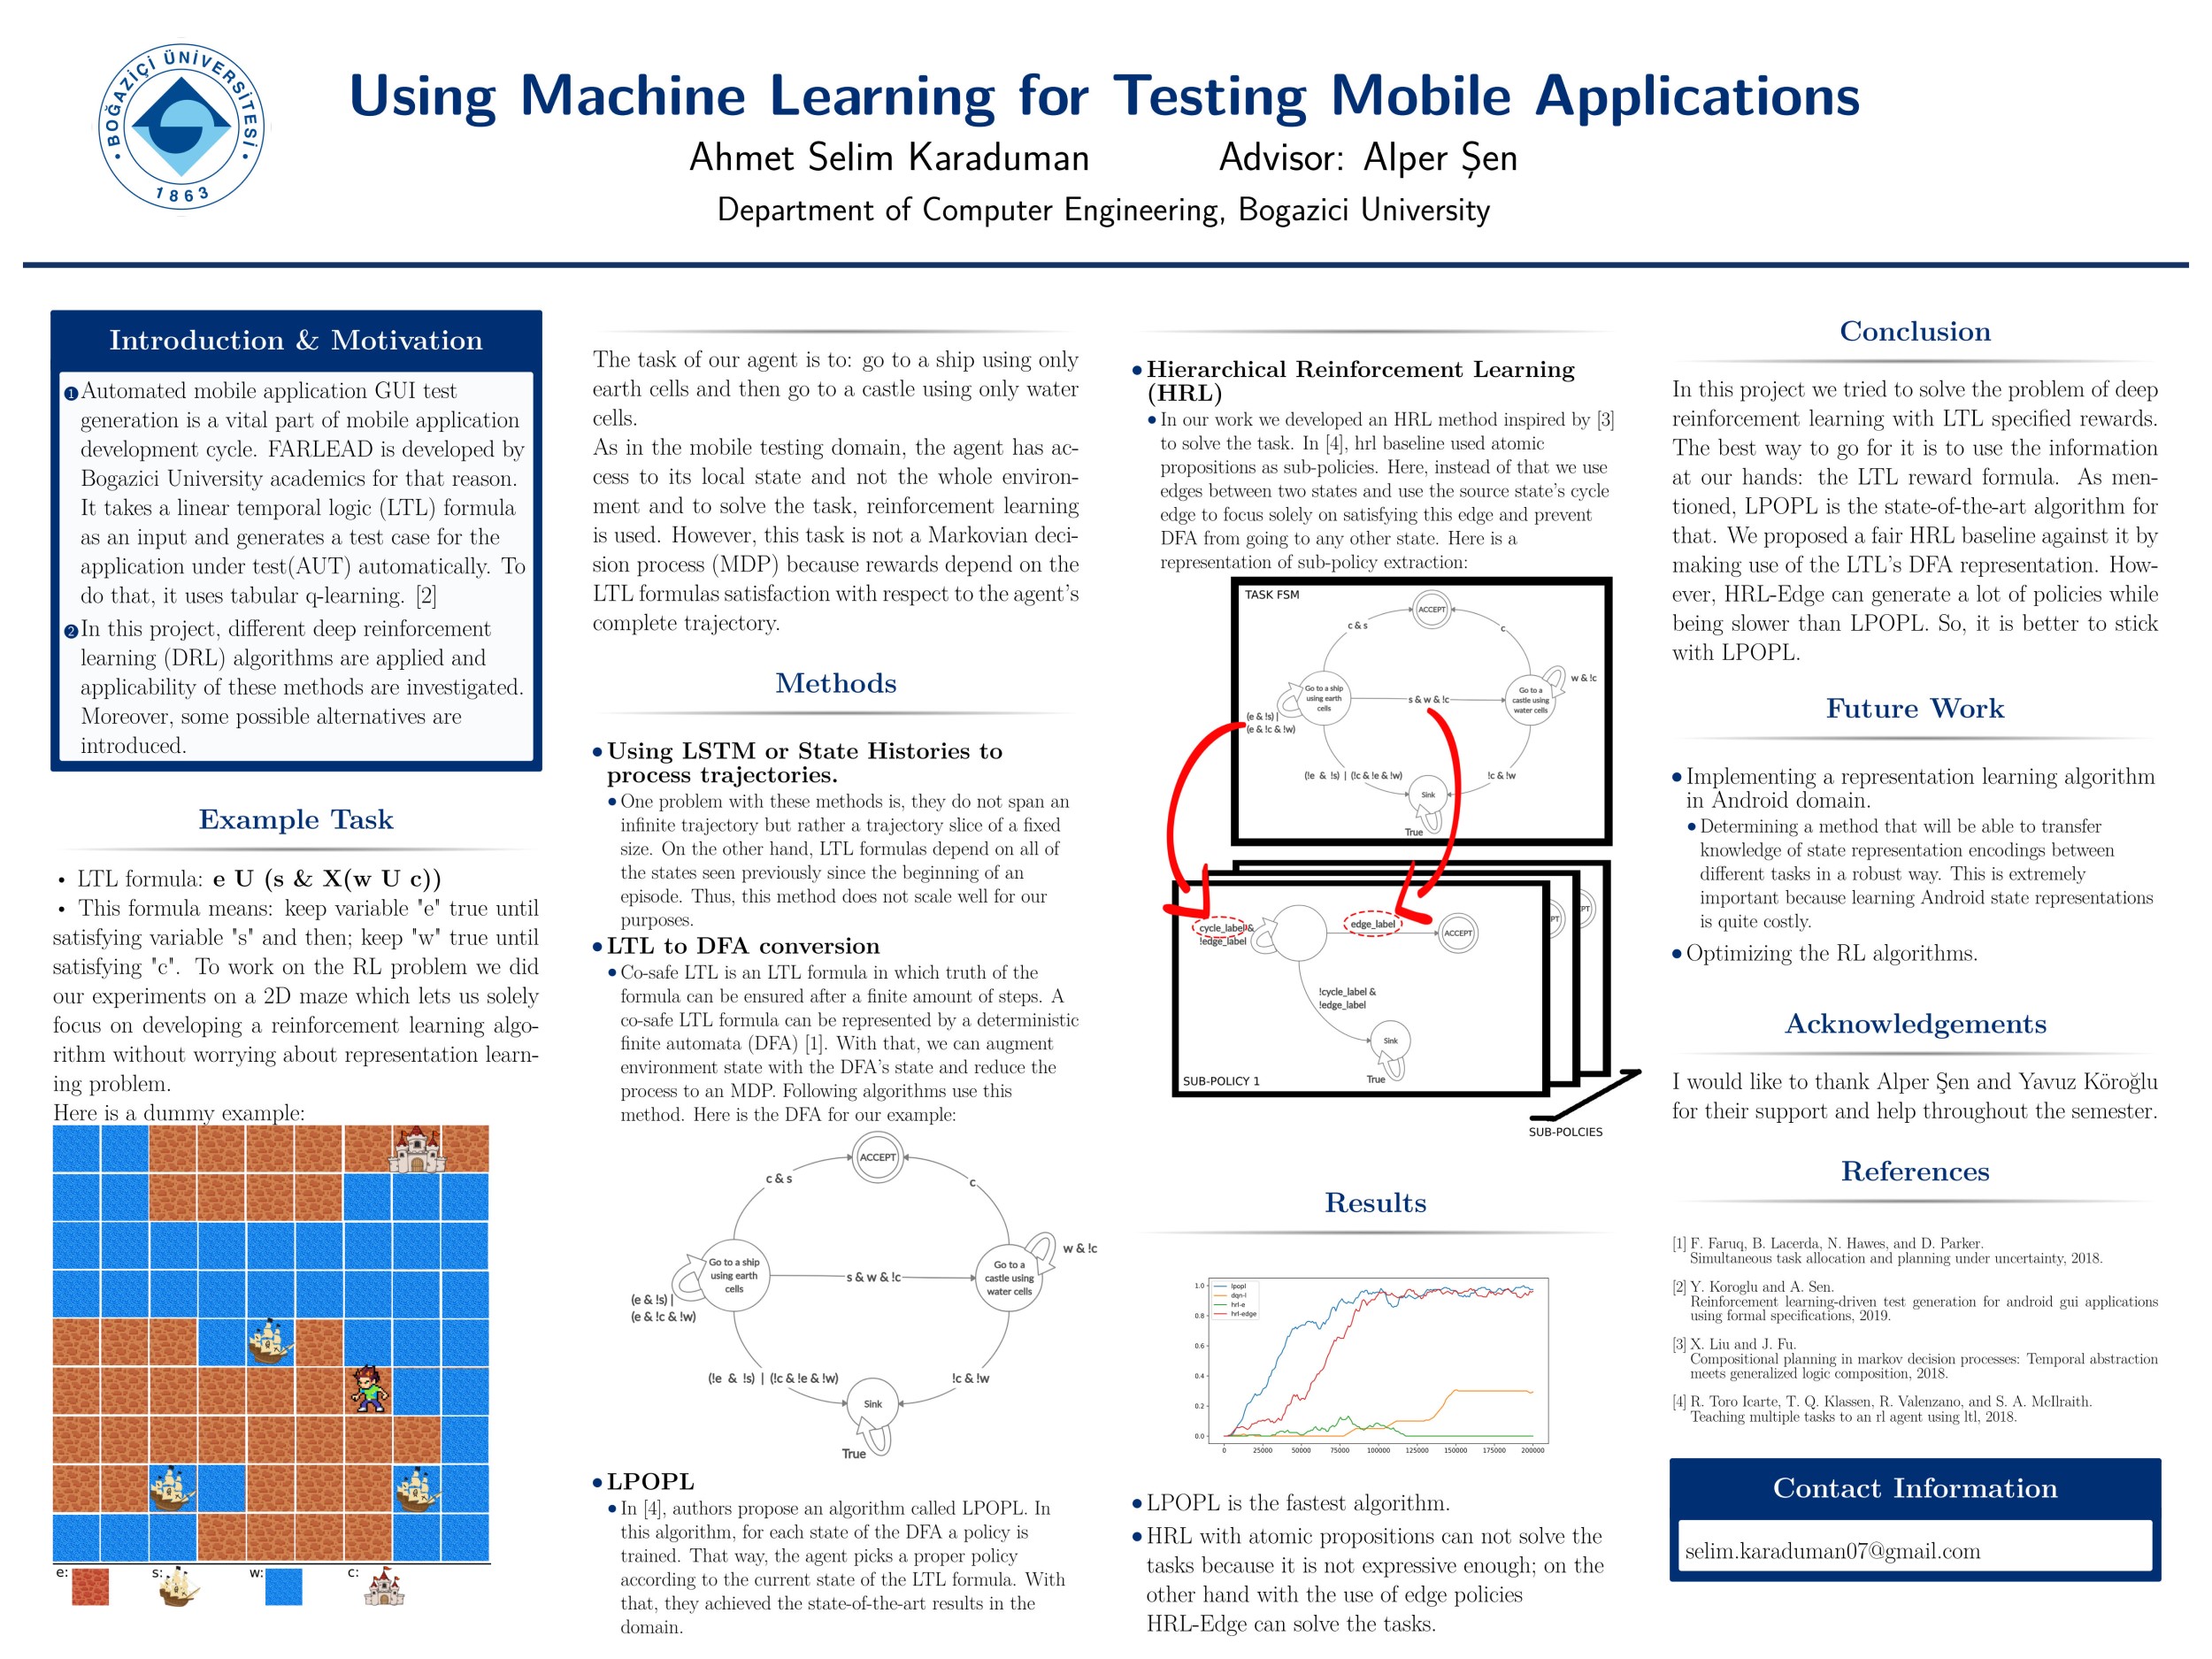 BOĞAZİÇİ ÜNİVERSİTESİ
1863
Using Machine Learning for Testing Mobile Applications
Ahmet Selim Karaduman Advisor: Alper Şen
Department of Computer Engineering, Bogazici University
Introduction & Motivation
1 Automated mobile application GUI test
generation is a vital part of mobile application
development cycle. FARLEAD is developed by
Bogazici University academics for that reason.
It takes a linear temporal logic (LTL) formula
as an input and generates a test case for the
application under test(AUT) automatically. To
do that, it uses tabular q-learning. [2]
2 In this project, different deep reinforcement
learning (DRL) algorithms are applied and
applicability of these methods are investigated.
Moreover, some possible alternatives are
introduced.
Example Task
• LTL formula: e U (s & X(w U c))
• This formula means: keep variable "e" true until
satisfying variable "s" and then; keep "w" true until
satisfying "c". To work on the RL problem we did
our experiments on a 2D maze which lets us solely
focus on developing a reinforcement learning algo-
rithm without worrying about representation learn-
ing problem.
Here is a dummy example:
e: s: w: c:
The task of our agent is to: go to a ship using only
earth cells and then go to a castle using only water
cells.
As in the mobile testing domain, the agent has ac-
cess to its local state and not the whole environ-
ment and to solve the task, reinforcement learning
is used. However, this task is not a Markovian deci-
sion process (MDP) because rewards depend on the
LTL formulas satisfaction with respect to the agent's
complete trajectory.
Methods
• Using LSTM or State Histories to
process trajectories.
• One problem with these methods is, they do not span an
infinite trajectory but rather a trajectory slice of a fixed
size. On the other hand, LTL formulas depend on all of
the states seen previously since the beginning of an
episode. Thus, this method does not scale well for our
purposes.
• LTL to DFA conversion
• Co-safe LTL is an LTL formula in which truth of the
formula can be ensured after a finite amount of steps. A
co-safe LTL formula can be represented by a deterministic
finite automata (DFA) [1]. With that, we can augment
environment state with the DFA's state and reduce the
process to an MDP. Following algorithms use this
method. Here is the DFA for our example:
ACCEPT
c & s
c
Go to a ship
using earth
cells
s & w & !c
Go to a
castle using
water cells
w & !c
(e & !s) |
(e & !c & !w)
(!e & !s) | (!c & !e & !w)
!c & !w
Sink
True
• LPOPL
• In [4], authors propose an algorithm called LPOPL. In
this algorithm, for each state of the DFA a policy is
trained. That way, the agent picks a proper policy
according to the current state of the LTL formula. With
that, they achieved the state-of-the-art results in the
domain.
• Hierarchical Reinforcement Learning
(HRL)
• In our work we developed an HRL method inspired by [3]
to solve the task. In [4], hrl baseline used atomic
propositions as sub-policies. Here, instead of that we use
edges between two states and use the source state's cycle
edge to focus solely on satisfying this edge and prevent
DFA from going to any other state. Here is a
representation of sub-policy extraction:
TASK FSM
ACCEPT
c & s
c
Go to a ship
using earth
cells
s & w & !c
Go to a
castle using
water cells
w & !c
(e & !s) |
(e & !c & !w)
(!e & !s) | (!c & !e & !w)
!c & !w
Sink
True
cycle_label &
!edge_label
edge_label
ACCEPT
PT
PT
!cycle_label &
!edge_label
Sink
True
SUB-POLICY 1
SUB-POLCIES
Results
lpopl
dqn-l
hrl-e
hrl-edge
1.0
0.8
0.6
0.4
0.2
0.0
0 25000 50000 75000 100000 125000 150000 175000 200000
• LPOPL is the fastest algorithm.
• HRL with atomic propositions can not solve the
tasks because it is not expressive enough; on the
other hand with the use of edge policies
HRL-Edge can solve the tasks.
Conclusion
In this project we tried to solve the problem of deep
reinforcement learning with LTL specified rewards.
The best way to go for it is to use the information
at our hands: the LTL reward formula. As men-
tioned, LPOPL is the state-of-the-art algorithm for
that. We proposed a fair HRL baseline against it by
making use of the LTL's DFA representation. How-
ever, HRL-Edge can generate a lot of policies while
being slower than LPOPL. So, it is better to stick
with LPOPL.
Future Work
• Implementing a representation learning algorithm
in Android domain.
• Determining a method that will be able to transfer
knowledge of state representation encodings between
different tasks in a robust way. This is extremely
important because learning Android state representations
is quite costly.
• Optimizing the RL algorithms.
Acknowledgements
I would like to thank Alper Şen and Yavuz Köroğlu
for their support and help throughout the semester.
References
[1] F. Faruq, B. Lacerda, N. Hawes, and D. Parker.
Simultaneous task allocation and planning under uncertainty, 2018.
[2] Y. Koroglu and A. Sen.
Reinforcement learning-driven test generation for android gui applications
using formal specifications, 2019.
[3] X. Liu and J. Fu.
Compositional planning in markov decision processes: Temporal abstraction
meets generalized logic composition, 2018.
[4] R. Toro Icarte, T. Q. Klassen, R. Valenzano, and S. A. McIlraith.
Teaching multiple tasks to an rl agent using ltl, 2018.
Contact Information
selim.karaduman07@gmail.com